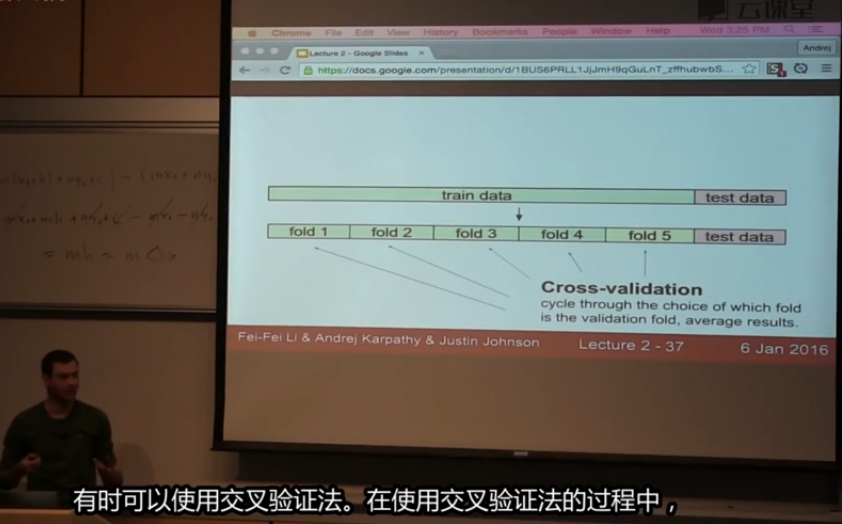 云课堂
Chrome File Edit View History Bookmarks People Window Help Wed 3:25 PM
Lecture 2 - Google Slides
Andrej
https://docs.google.com/presentation/d/1BUS6PRLL1JjJmH9qGuLnT_zffhubwbS...
train data test data
fold 1 fold 2 fold 3 fold 4 fold 5 test data
Cross-validation
cycle through the choice of which fold
is the validation fold, average results.
Fei-Fei Li & Andrej Karpathy & Justin Johnson Lecture 2 - 37 6 Jan 2016
有时可以使用交叉验证法。在使用交叉验证法的过程中，